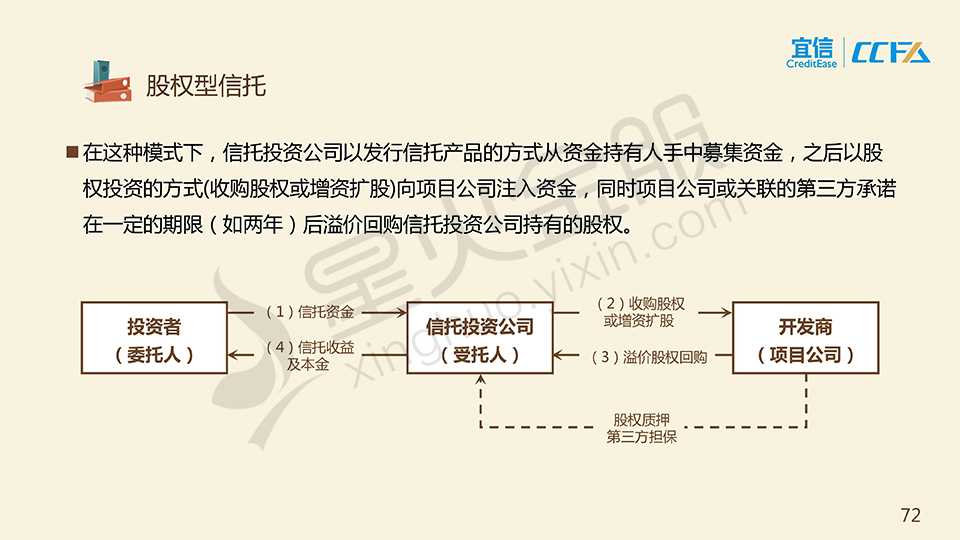 宜信
CreditEase
CCFA
股权型信托
在这种模式下，信托投资公司以发行信托产品的方式从资金持有人手中募集资金，之后以股
权投资的方式(收购股权或增资扩股)向项目公司注入资金，同时项目公司或关联的第三方承诺
在一定的期限（如两年）后溢价回购信托投资公司持有的股权。
投资者
（委托人）
（1）信托资金
（4）信托收益
及本金
信托投资公司
（受托人）
（2）收购股权
或增资扩股
（3）溢价股权回购
开发商
（项目公司）
股权质押
第三方担保
星火学服
xinghuo.yixin.com
72